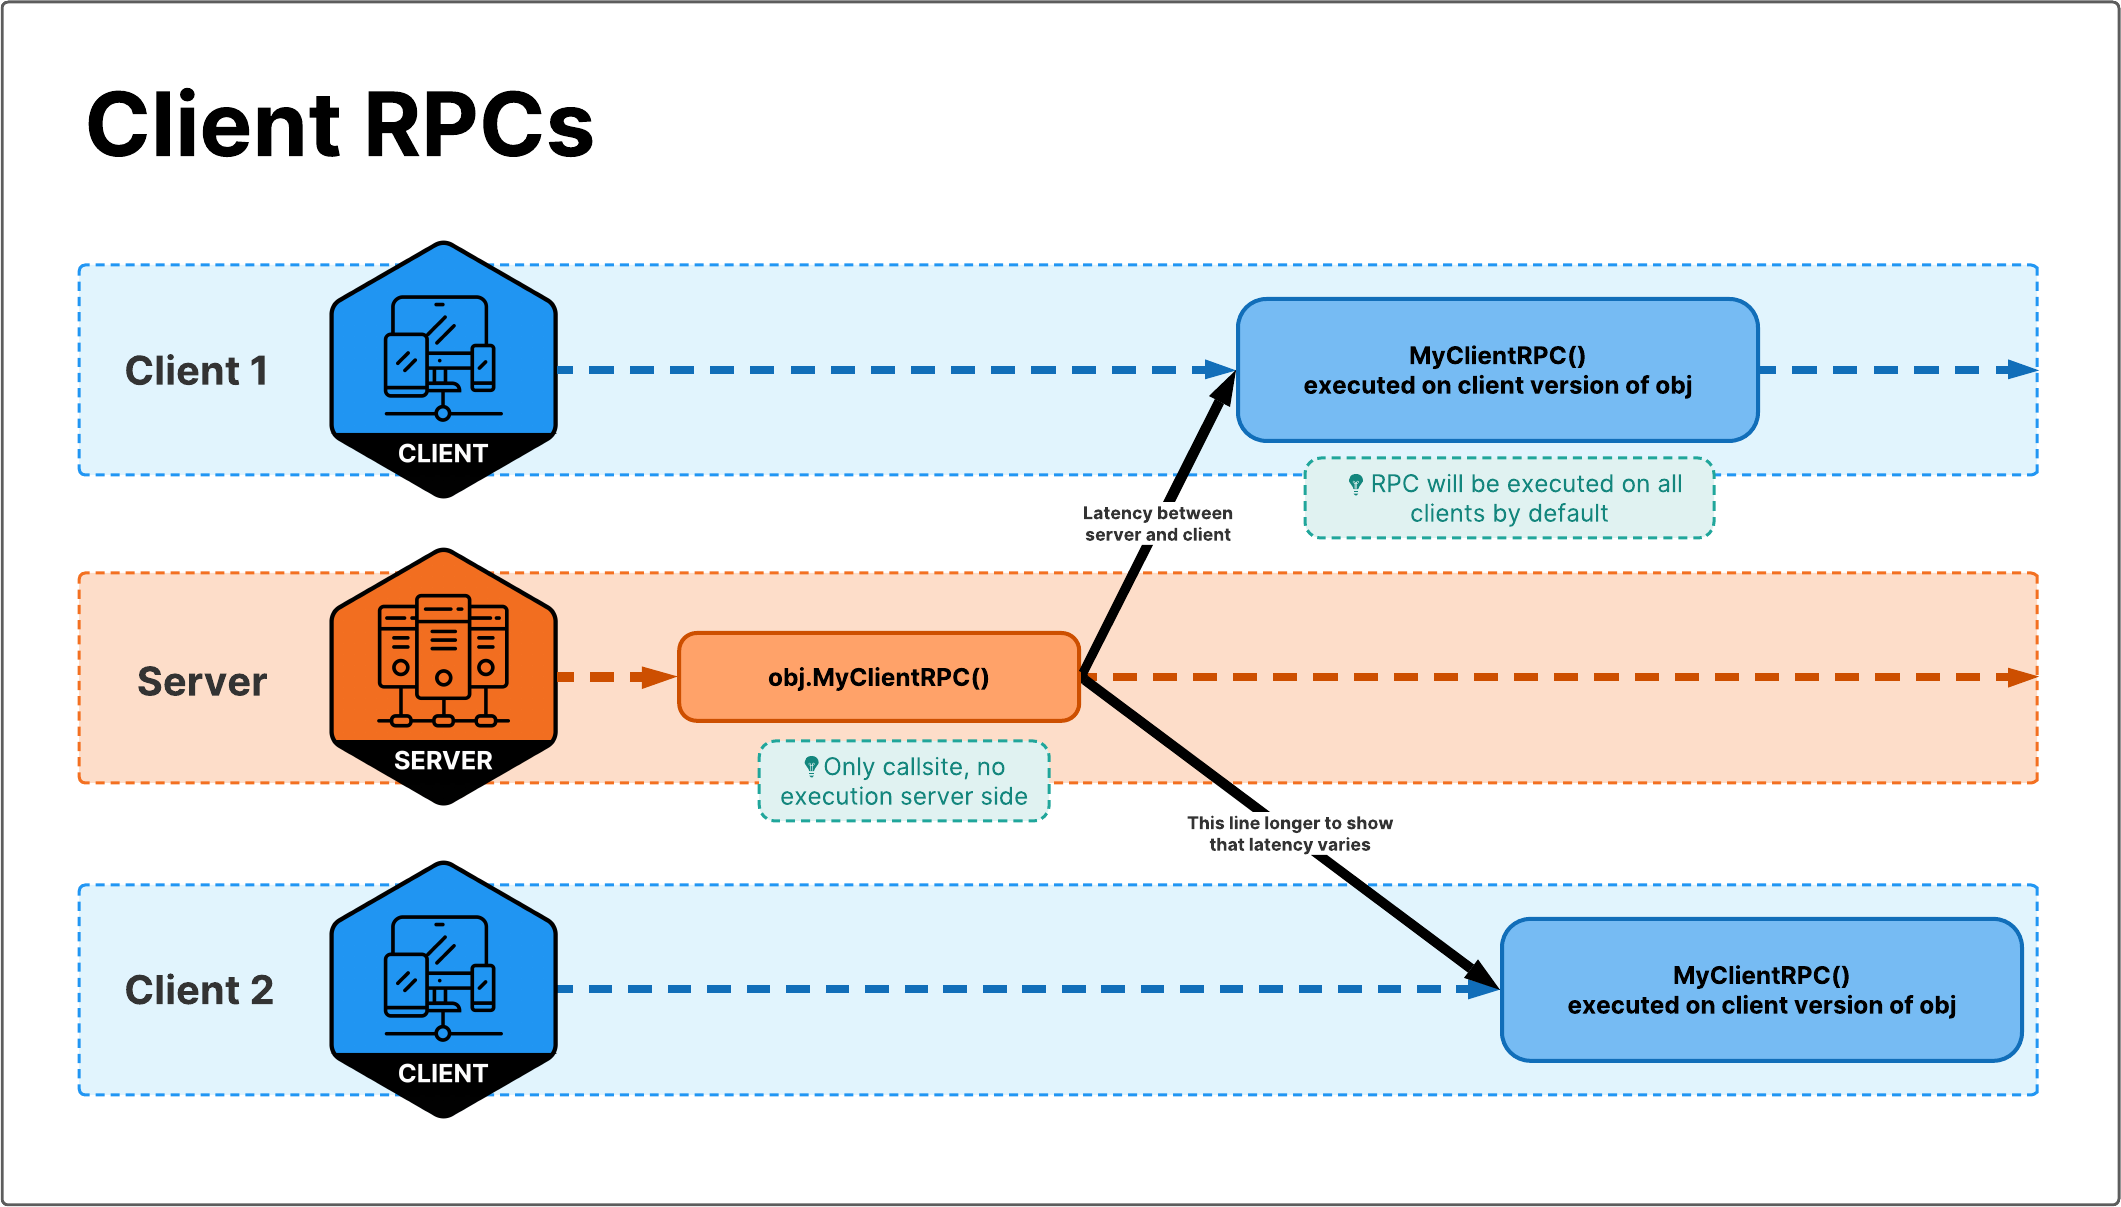 Client RPCs
Client 1
CLIENT
MyClientRPC()
executed on client version of obj
RPC will be executed on all
clients by default
Latency between
server and client
Server
SERVER
obj.MyClientRPC()
Only callsite, no
execution server side
This line longer to show
that latency varies
Client 2
CLIENT
MyClientRPC()
executed on client version of obj